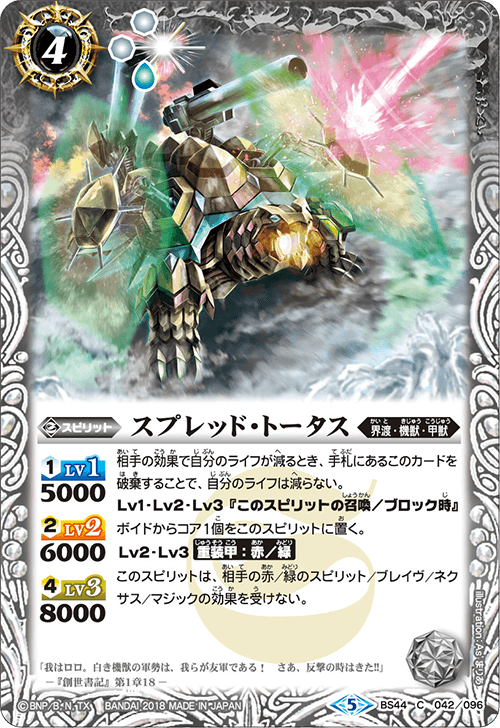 4
スピリット
スプレッド・トータス
界渡・機獣・甲獣
1 LV1
5000
2 LV2
6000
4 LV3
8000
相手の効果で自分のライフが減るとき、手札にあるこのカードを
破棄することで、自分のライフは減らない。
Lv1・Lv2・Lv3『このスピリットの召喚／ブロック時』
ボイドからコア1個をこのスピリットに置く。
Lv2・Lv3 重装甲：赤／緑
このスピリットは、相手の赤／緑のスピリット／ブレイヴ／ネク
サス／マジックの効果を受けない。
「我はロロ。白き機獣の軍勢は、我らが友軍である！　さあ、反撃の時はきた!!」
－『創世書記』第1章18－
illustration: As'まりあ
©BNP/B・N,TX BANDAI 2018 MADE IN JAPAN
5
BS44 C 042/096